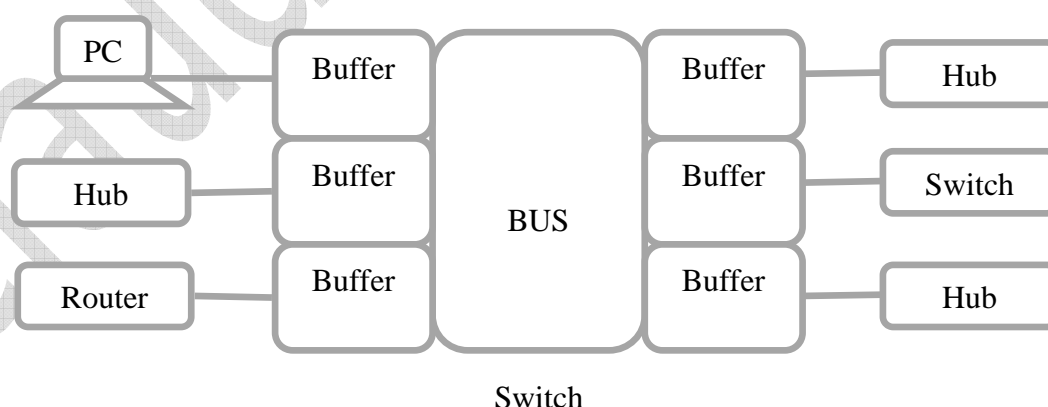 PC
Buffer
Buffer
Hub
Hub
Buffer
BUS
Buffer
Switch
Router
Buffer
Buffer
Hub
Switch